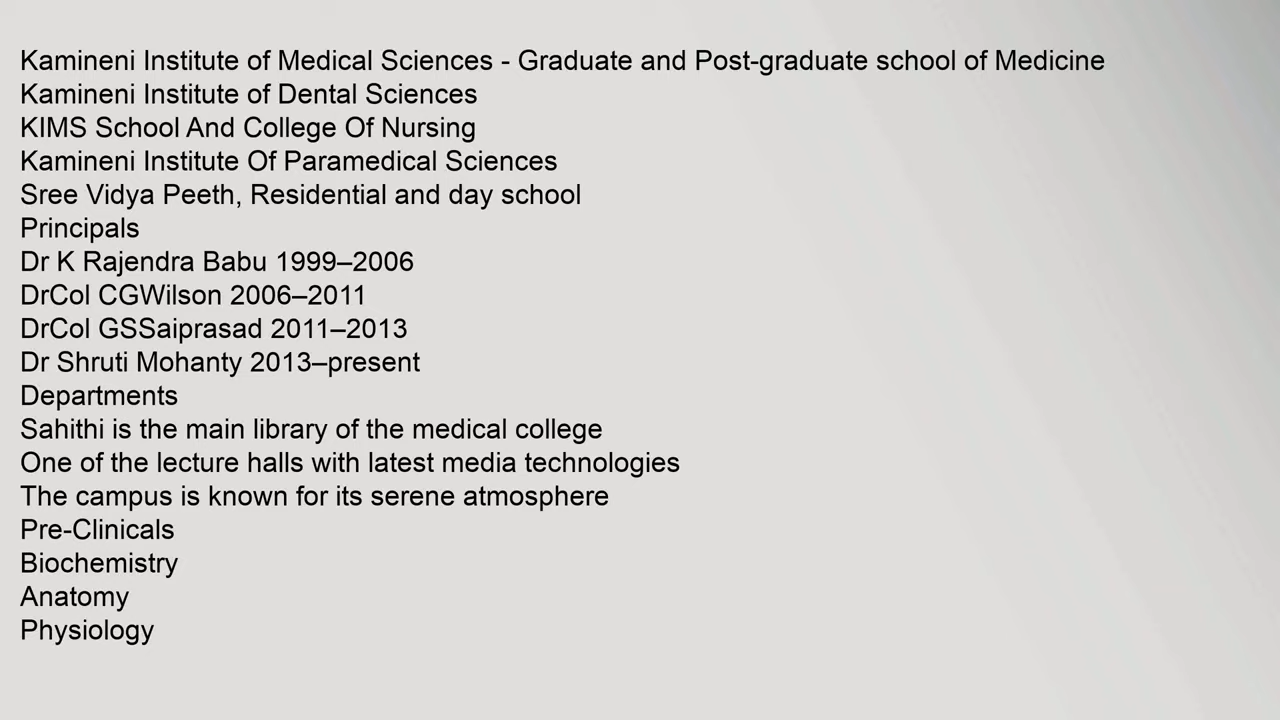 Kamineni Institute of Medical Sciences - Graduate and Post-graduate school of Medicine
Kamineni Institute of Dental Sciences
KIMS School And College Of Nursing
Kamineni Institute Of Paramedical Sciences
Sree Vidya Peeth, Residential and day school
Principals
Dr K Rajendra Babu 1999–2006
DrCol CGWilson 2006–2011
DrCol GSSaiprasad 2011–2013
Dr Shruti Mohanty 2013–present
Departments
Sahithi is the main library of the medical college
One of the lecture halls with latest media technologies
The campus is known for its serene atmosphere
Pre-Clinicals
Biochemistry
Anatomy
Physiology